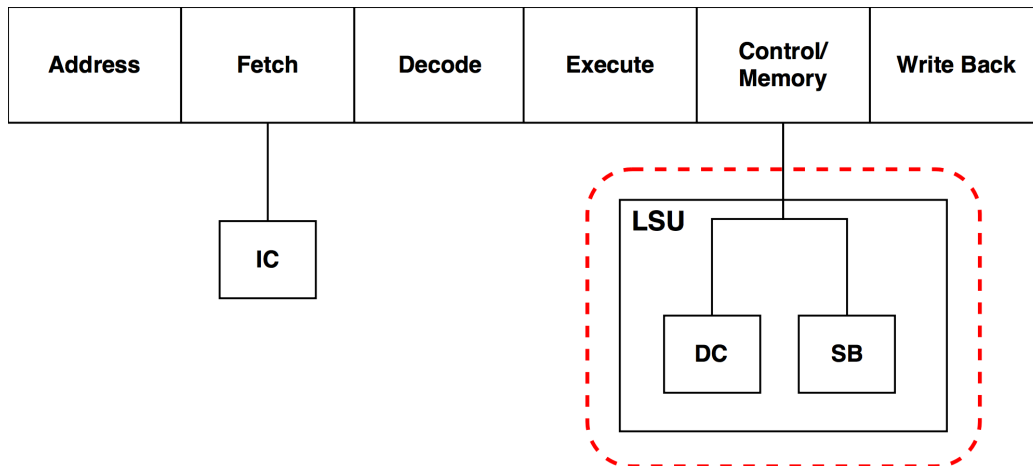 Address
Fetch
Decode
Execute
Control/
Memory
Write Back
IC
LSU
DC
SB